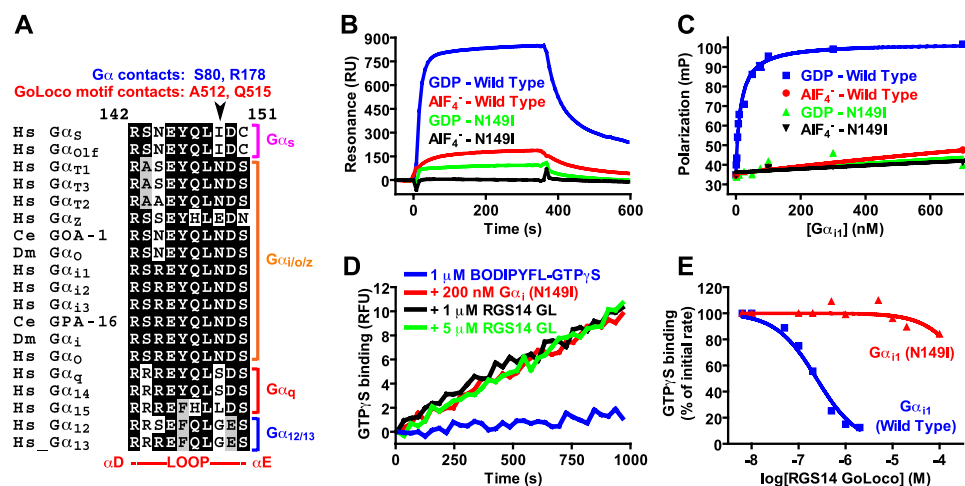 A
Gα contacts: S80, R178
GoLoco motif contacts: A512, Q515
142 151
Hs Gαs RSNEYQLIDC
Hs Gαolf RSNEYQLIDC
Hs GαT1 RASEYQLNDS
Hs GαT3 RASEYQLNDS
Hs GαT2 RAAEYQLNDS
Hs Gαz RSSEYHLEDN
Ce GOA-1 RSNEYQLNDS
Dm Gαo RSNEYQLNDS
Hs Gαi1 RSREYQLNDS
Hs Gαi2 RSREYQLNDS
Hs Gαi3 RSREYQLNDS
Ce GPA-16 RSREYQLNDS
Dm Gαi RSREYQLNDS
Hs Gαo RSREYQLNDS
Hs Gαq RRREYQLSDS
Hs Gα14 RRREYQLSDS
Hs Gα15 RRREFHLLDS
Hs Gα12 RRSEFQLGES
Hs_Gα13 RRREFQLGES
Gαs
Gαi/o/z
Gαq
Gα12/13
αD LOOP αE
B
Resonance (RU)
900
750
600
450
300
150
0
GDP - Wild Type
AlF4- - Wild Type
GDP - N149I
AlF4- - N149I
0 200 400 600
Time (s)
C
Polarization (mP)
100
90
80
70
60
50
40
30
GDP - Wild Type
AlF4- - Wild Type
GDP - N149I
AlF4- - N149I
0 200 400 600
[Gαi1] (nM)
D
GTPγS binding (RFU)
12
10
8
6
4
2
0
1 μM BODIPYFL-GTPγS
+ 200 nM Gαi (N149I)
+ 1 μM RGS14 GL
+ 5 μM RGS14 GL
0 250 500 750 1000
Time (s)
E
GTPγS binding
(% of initial rate)
120
100
80
60
40
20
0
Gαi1 (N149I)
Gαi1
(Wild Type)
-8 -7 -6 -5 -4
log[RGS14 GoLoco] (M)